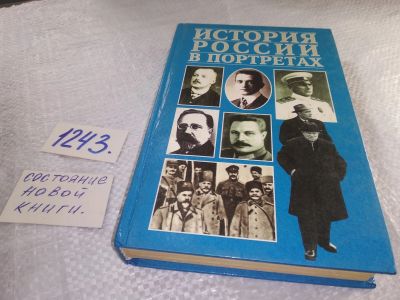 ИСТОРИЯ
РОССИИ
В ПОРТРЕТАХ
1243.
СОСТОЯНИЕ
НОВОЙ
КНИГИ.